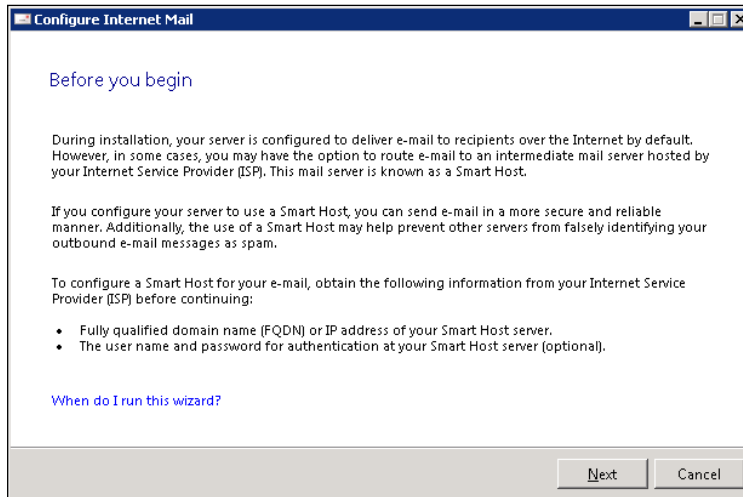 Configure Internet Mail
Before you begin
During installation, your server is configured to deliver e-mail to recipients over the Internet by default.
However, in some cases, you may have the option to route e-mail to an intermediate mail server hosted by
your Internet Service Provider (ISP). This mail server is known as a Smart Host.
If you configure your server to use a Smart Host, you can send e-mail in a more secure and reliable
manner. Additionally, the use of a Smart Host may help prevent other servers from falsely identifying your
outbound e-mail messages as spam.
To configure a Smart Host for your e-mail, obtain the following information from your Internet Service
Provider (ISP) before continuing:
• Fully qualified domain name (FQDN) or IP address of your Smart Host server.
• The user name and password for authentication at your Smart Host server (optional).
When do I run this wizard?
Next Cancel